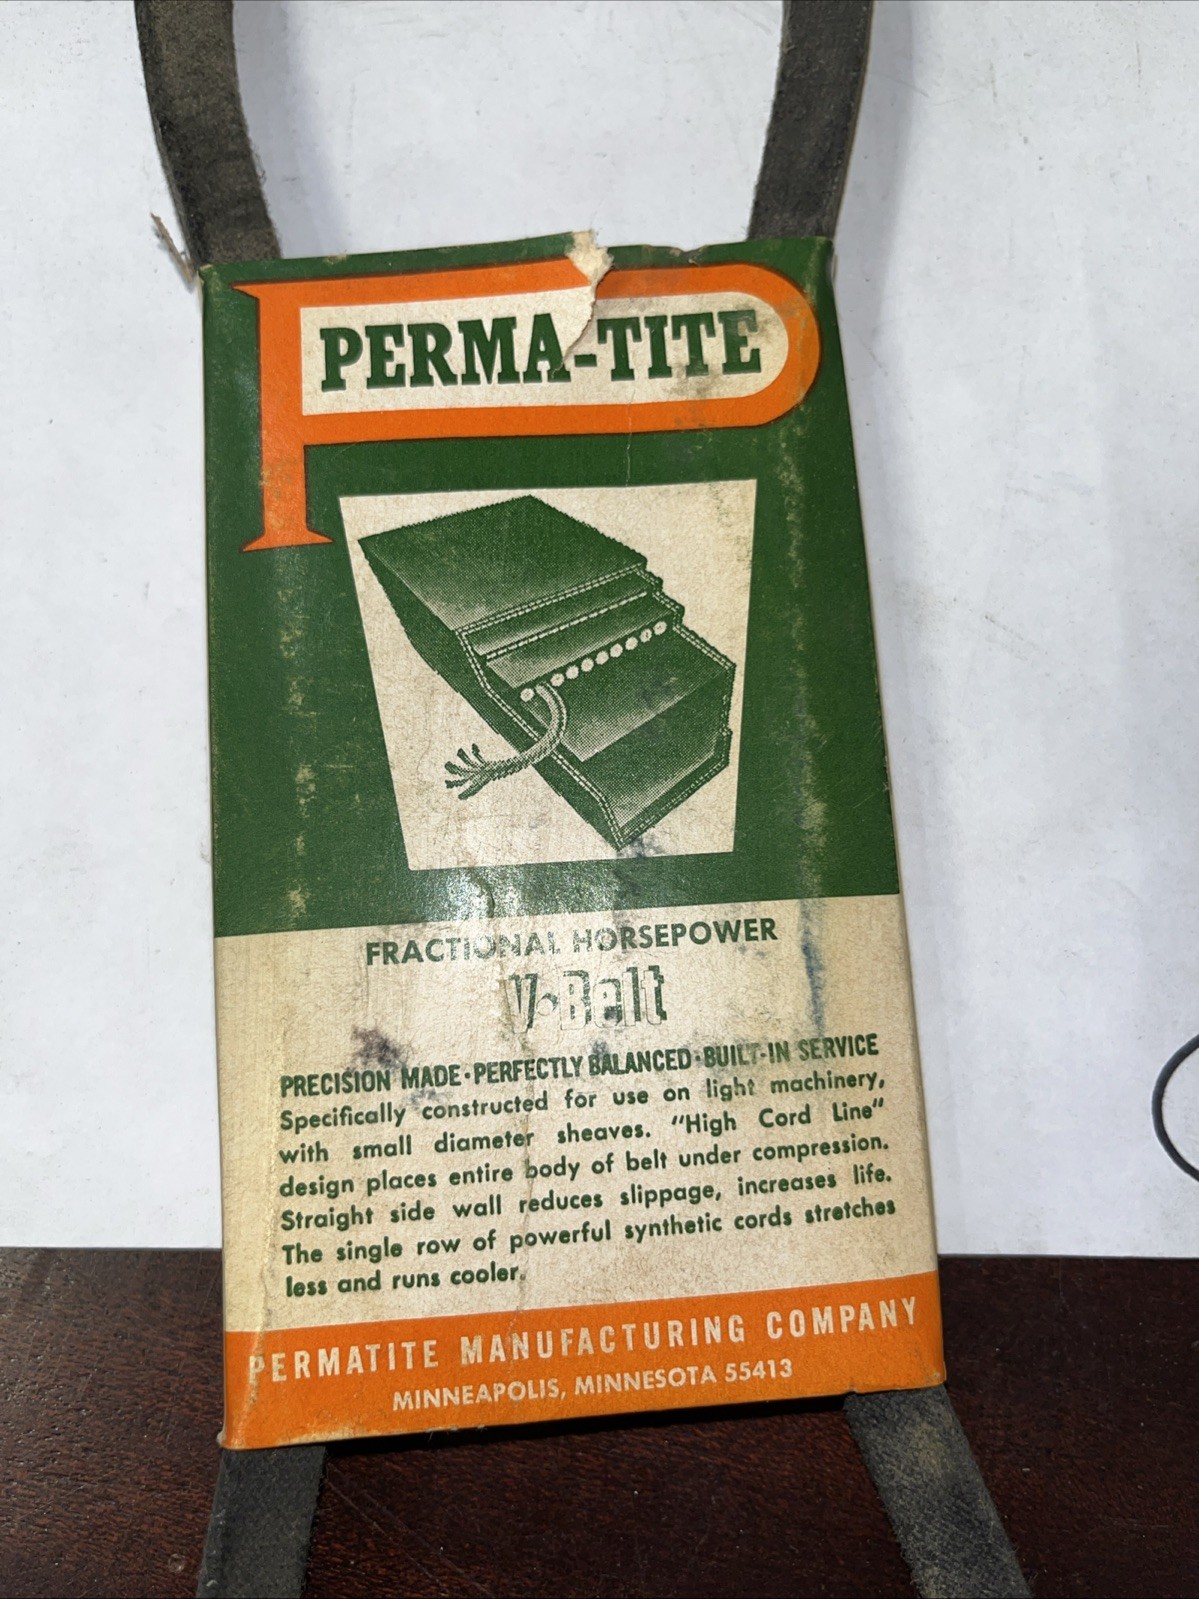 PERMA-TITE
FRACTIONAL HORSEPOWER
V·Belt
PRECISION MADE·PERFECTLY BALANCED·BUILT-IN SERVICE
Specifically constructed for use on light machinery,
with small diameter sheaves. "High Cord Line"
design places entire body of belt under compression.
Straight side wall reduces slippage, increases life.
The single row of powerful synthetic cords stretches
less and runs cooler.
PERMATITE MANUFACTURING COMPANY
MINNEAPOLIS, MINNESOTA 55413